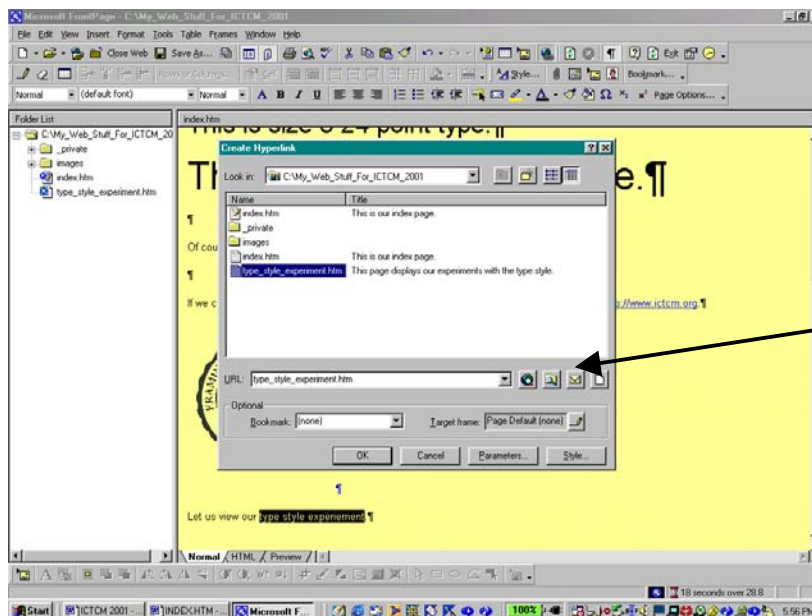 Microsoft FrontPage - C:\My_Web_Stuff_For_ICTCM_2001
File Edit View Insert Format Tools Table Frames Window Help
Close Web Save As... Exit
Style... Bookmark...
Normal (default font) Normal A B I U Page Options...
Folder List
C:\My_Web_Stuff_For_ICTCM_20
_private
images
index.htm
type_style_experiment.htm
index.htm
This is size 6 24 point type.¶
Th e.¶
¶
Of cou
¶
If we c ://www.ictcm.org.¶
Create Hyperlink
Look in: C:\My_Web_Stuff_For_ICTCM_2001
Name Title
index.htm This is our index page.
_private
images
index.htm This is our index page.
type_style_experiment.htm This page displays our experiments with the type style.
URL: type_style_experiment.htm
Optional
Bookmark: (none) Target frame: Page Default (none)
OK Cancel Parameters... Style...
FRAMIN
¶
Let us view our type style experiement.¶
Normal HTML Preview
18 seconds over 28.8
Start ICTCM 2001 - ... INDEX.HTM - ... Microsoft F... 100% 5:56 PM